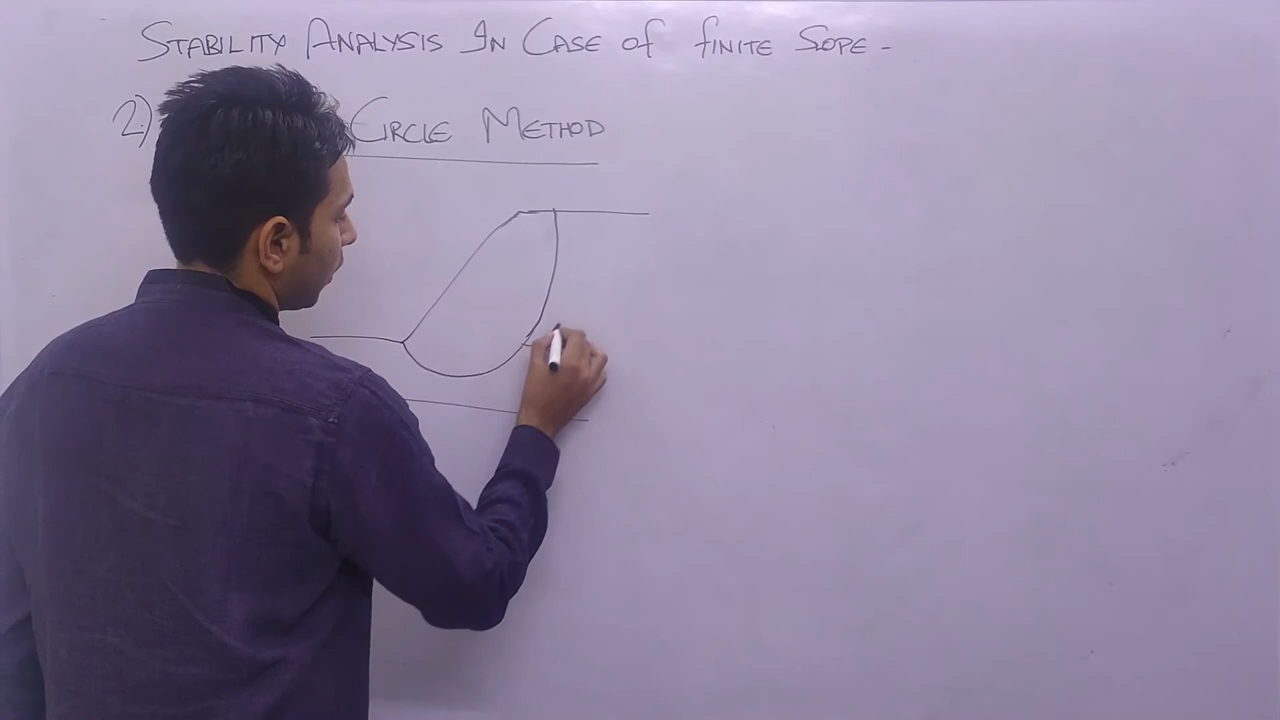 STABILITY ANALYSIS IN CASE OF FINITE SLOPE -
2) CIRCLE METHOD